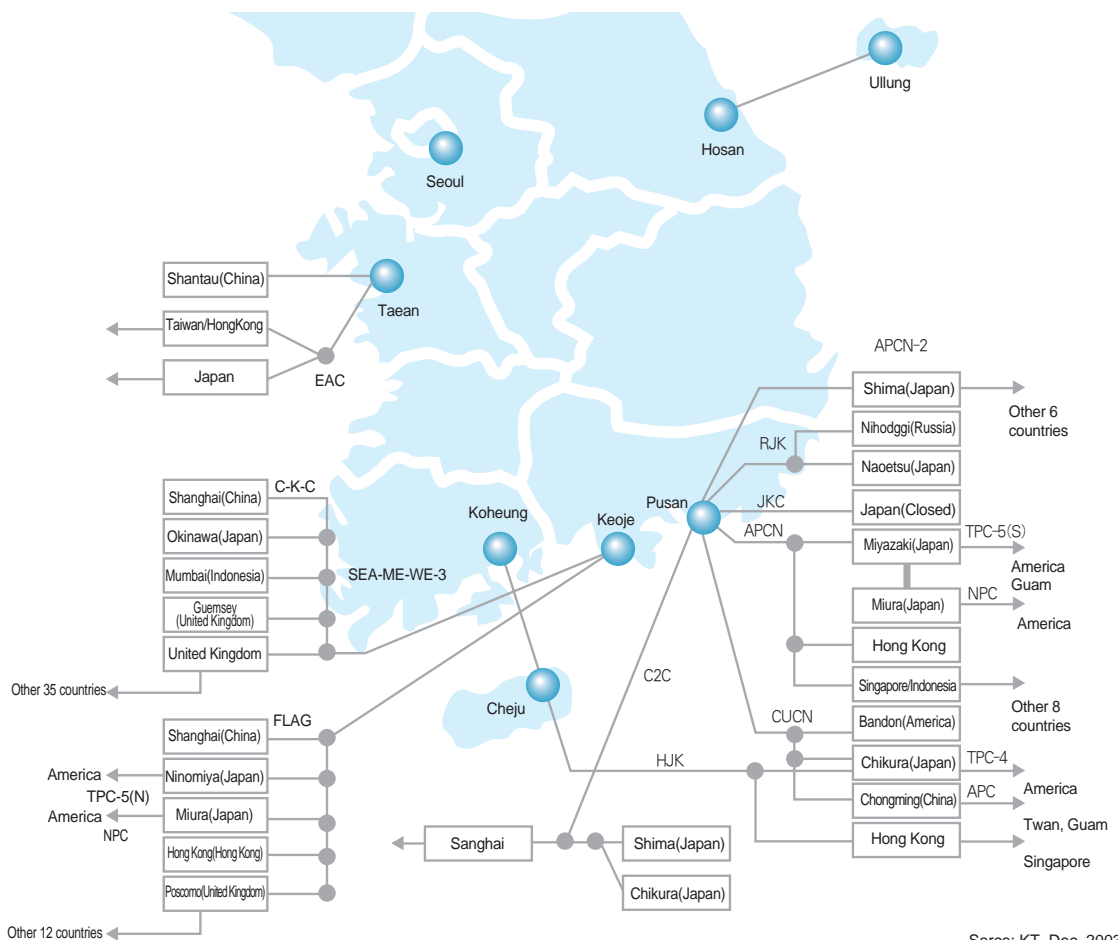 Ullung
Hosan
Seoul
Shantau(China)
Taean
Taiwan/HongKong
Japan
EAC
APCN-2
Shima(Japan)
Other 6
countries
Nihodggi(Russia)
RJK
Naoetsu(Japan)
C-K-C
Shanghai(China)
Koheung
Keoje
Pusan
JKC
Japan(Closed)
Okinawa(Japan)
APCN
Miyazaki(Japan)
TPC-5(S)
America
Guam
Mumbai(Indonesia)
SEA-ME-WE-3
Guernsey
(United Kingdom)
Miura(Japan)
NPC
America
United Kingdom
Hong Kong
Other 35 countries
C2C
Singapore/Indonesia
Other 8
countries
Cheju
FLAG
Shanghai(China)
CUCN
Bandon(America)
America
Ninomiya(Japan)
HJK
Chikura(Japan)
TPC-4
America
TPC-5(N)
America
NPC
Miura(Japan)
Chongming(China)
APC
Twan, Guam
Sanghai
Shima(Japan)
Hong Kong
Singapore
Hong Kong(Hong Kong)
Poscomo(United Kingdom)
Chikura(Japan)
Other 12 countries